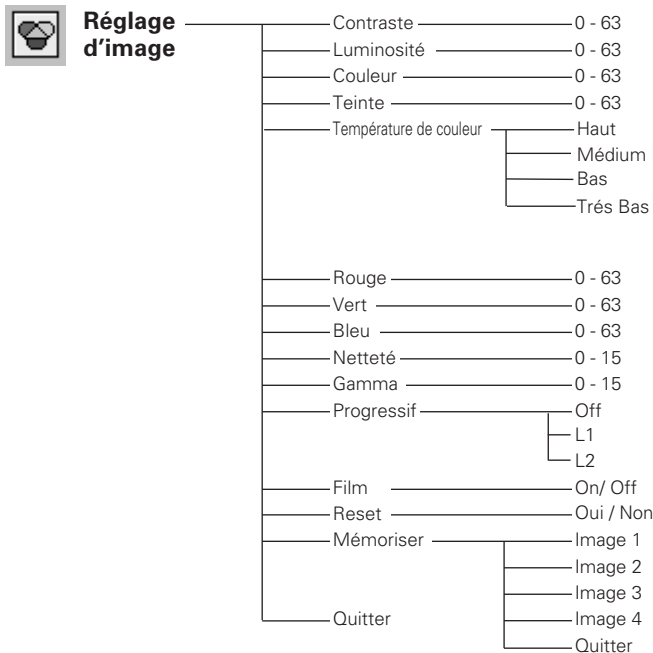 Réglage d'image
Contraste 0 - 63
Luminosité 0 - 63
Couleur 0 - 63
Teinte 0 - 63
Température de couleur Haut
Médium
Bas
Trés Bas
Rouge 0 - 63
Vert 0 - 63
Bleu 0 - 63
Netteté 0 - 15
Gamma 0 - 15
Progressif Off
L1
L2
Film On/ Off
Reset Oui / Non
Mémoriser Image 1
Image 2
Image 3
Quitter Image 4
Quitter